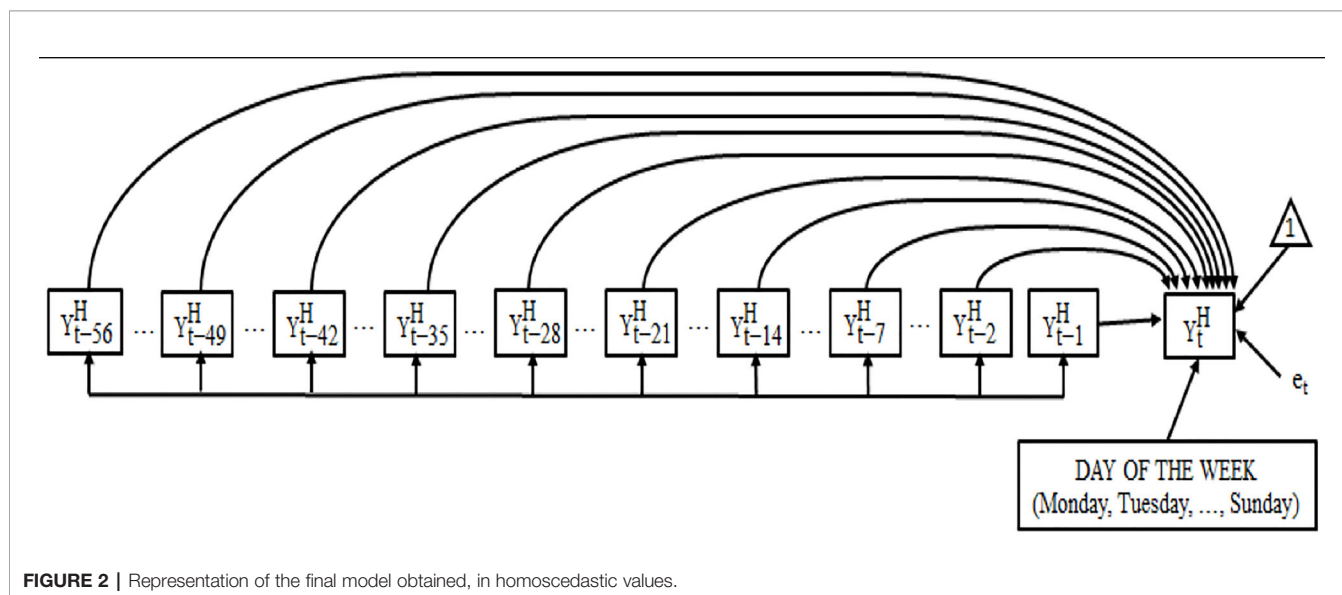 1
Y^H_{t–56} ... Y^H_{t–49} ... Y^H_{t–42} ... Y^H_{t–35} ... Y^H_{t–28} ... Y^H_{t–21} ... Y^H_{t–14} ... Y^H_{t–7} ... Y^H_{t–2} Y^H_{t–1} Y^H_t
e_t
DAY OF THE WEEK
(Monday, Tuesday, ..., Sunday)
FIGURE 2 | Representation of the final model obtained, in homoscedastic values.